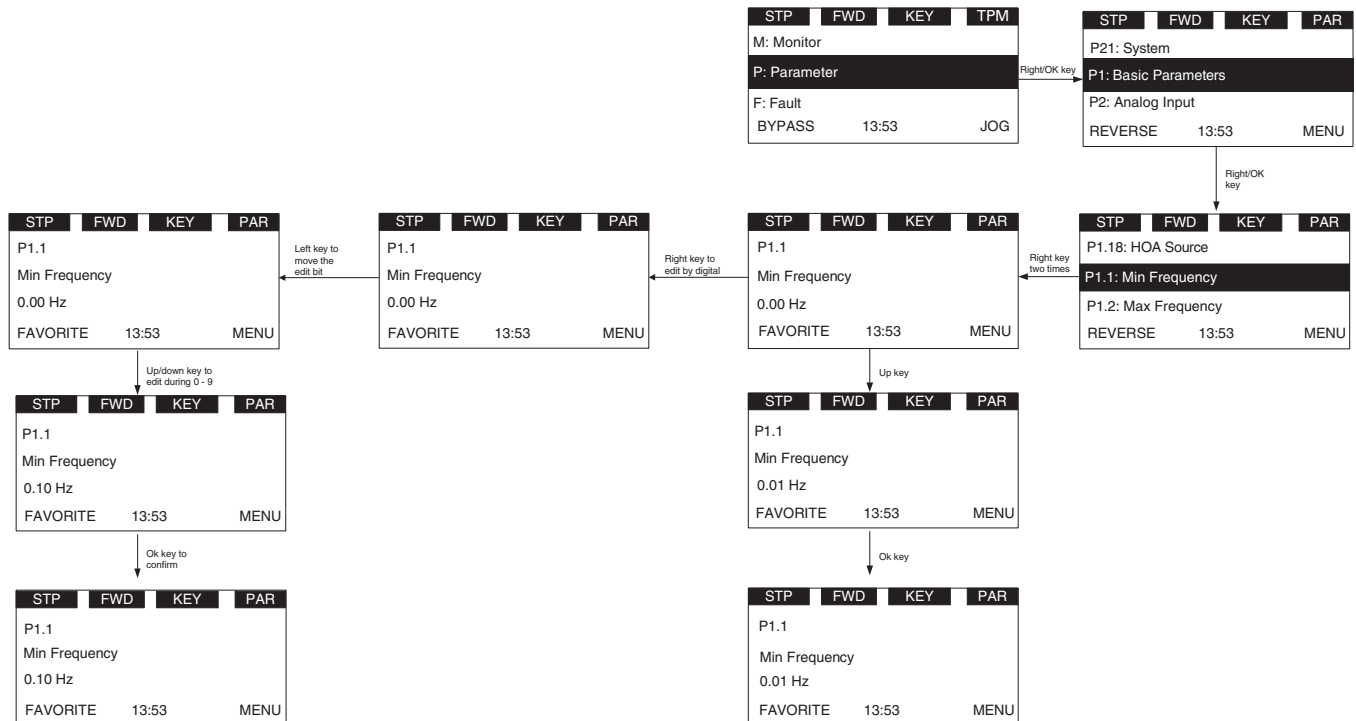 STP FWD KEY TPM
M: Monitor
P: Parameter
F: Fault
BYPASS 13:53 JOG
Right/OK key
STP FWD KEY PAR
P21: System
P1: Basic Parameters
P2: Analog Input
REVERSE 13:53 MENU
Right/OK
key
STP FWD KEY PAR
P1.18: HOA Source
P1.1: Min Frequency
P1.2: Max Frequency
REVERSE 13:53 MENU
Right key
two times
STP FWD KEY PAR
P1.1
Min Frequency
0.00 Hz
FAVORITE 13:53 MENU
Right key to
edit by digital
STP FWD KEY PAR
P1.1
Min Frequency
0.00 Hz
FAVORITE 13:53 MENU
Left key to
move the
edit bit
STP FWD KEY PAR
P1.1
Min Frequency
0.00 Hz
FAVORITE 13:53 MENU
Up/down key to
edit during 0 - 9
STP FWD KEY PAR
P1.1
Min Frequency
0.10 Hz
FAVORITE 13:53 MENU
Ok key to
confirm
STP FWD KEY PAR
P1.1
Min Frequency
0.10 Hz
FAVORITE 13:53 MENU
Up key
STP FWD KEY PAR
P1.1
Min Frequency
0.01 Hz
FAVORITE 13:53 MENU
Ok key
STP FWD KEY PAR
P1.1
Min Frequency
0.01 Hz
FAVORITE 13:53 MENU